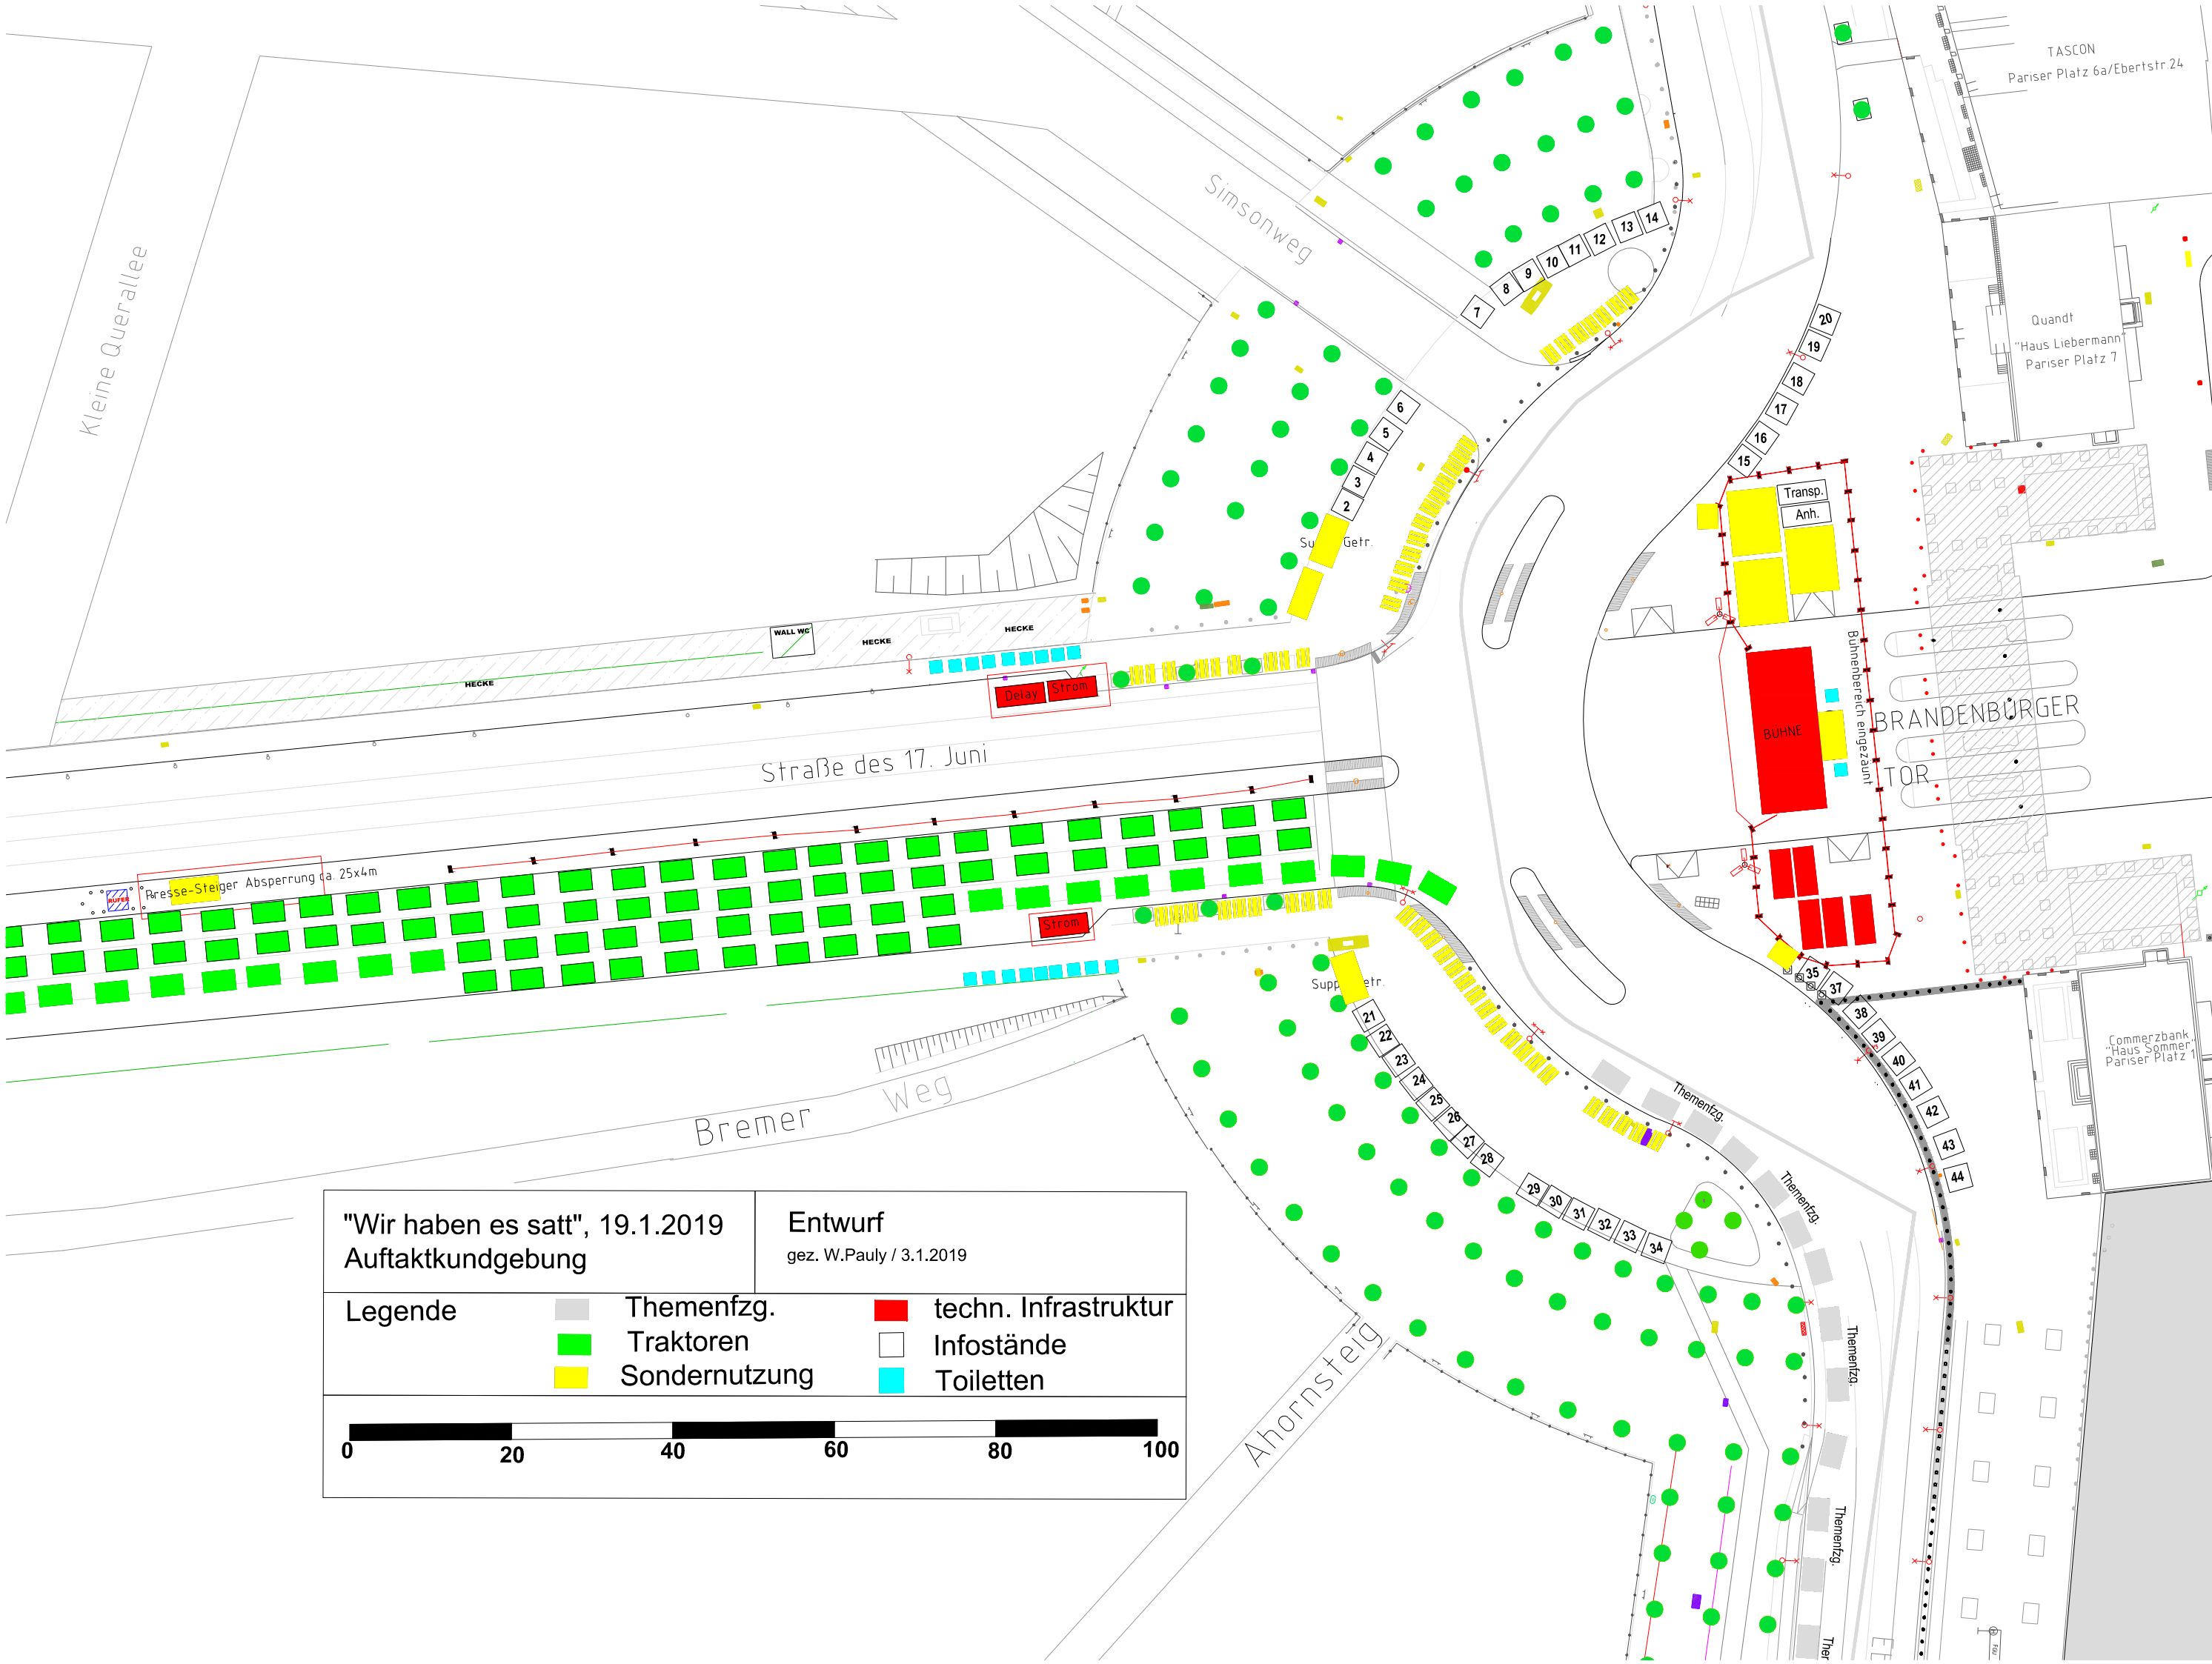 TASCON
Pariser Platz 6a/Ebertstr.24
Simsonweg
Kleine Querallee
14
13
12
11
10
9
8
7
20
19
18
17
16
15
Quandt
"Haus Liebermann"
Pariser Platz 7
6
5
4
3
2
Transp.
Anh.
Getr.
WALL WC
HECKE
HECKE
HECKE
Delay
Strom
Straße des 17. Juni
BÜHNE
Bühnenbereich eingezäunt
BRANDENBURGER
TOR
Presse-Steiger Absperrung ca. 25x4m
Strom
21
22
23
24
25
26
27
28
29
30
31
32
33
34
35
37
38
39
40
41
42
43
44
Commerzbank
"Haus Sommer"
Pariser Platz 1
Bremer Weg
Themenfzg.
Themenfzg.
Themenfzg.
Themenfzg.
Ahornsteig
"Wir haben es satt", 19.1.2019
Auftaktkundgebung
Entwurf
gez. W.Pauly / 3.1.2019
Legende
Themenfzg.
Traktoren
Sondernutzung
techn. Infrastruktur
Infostände
Toiletten
0 20 40 60 80 100